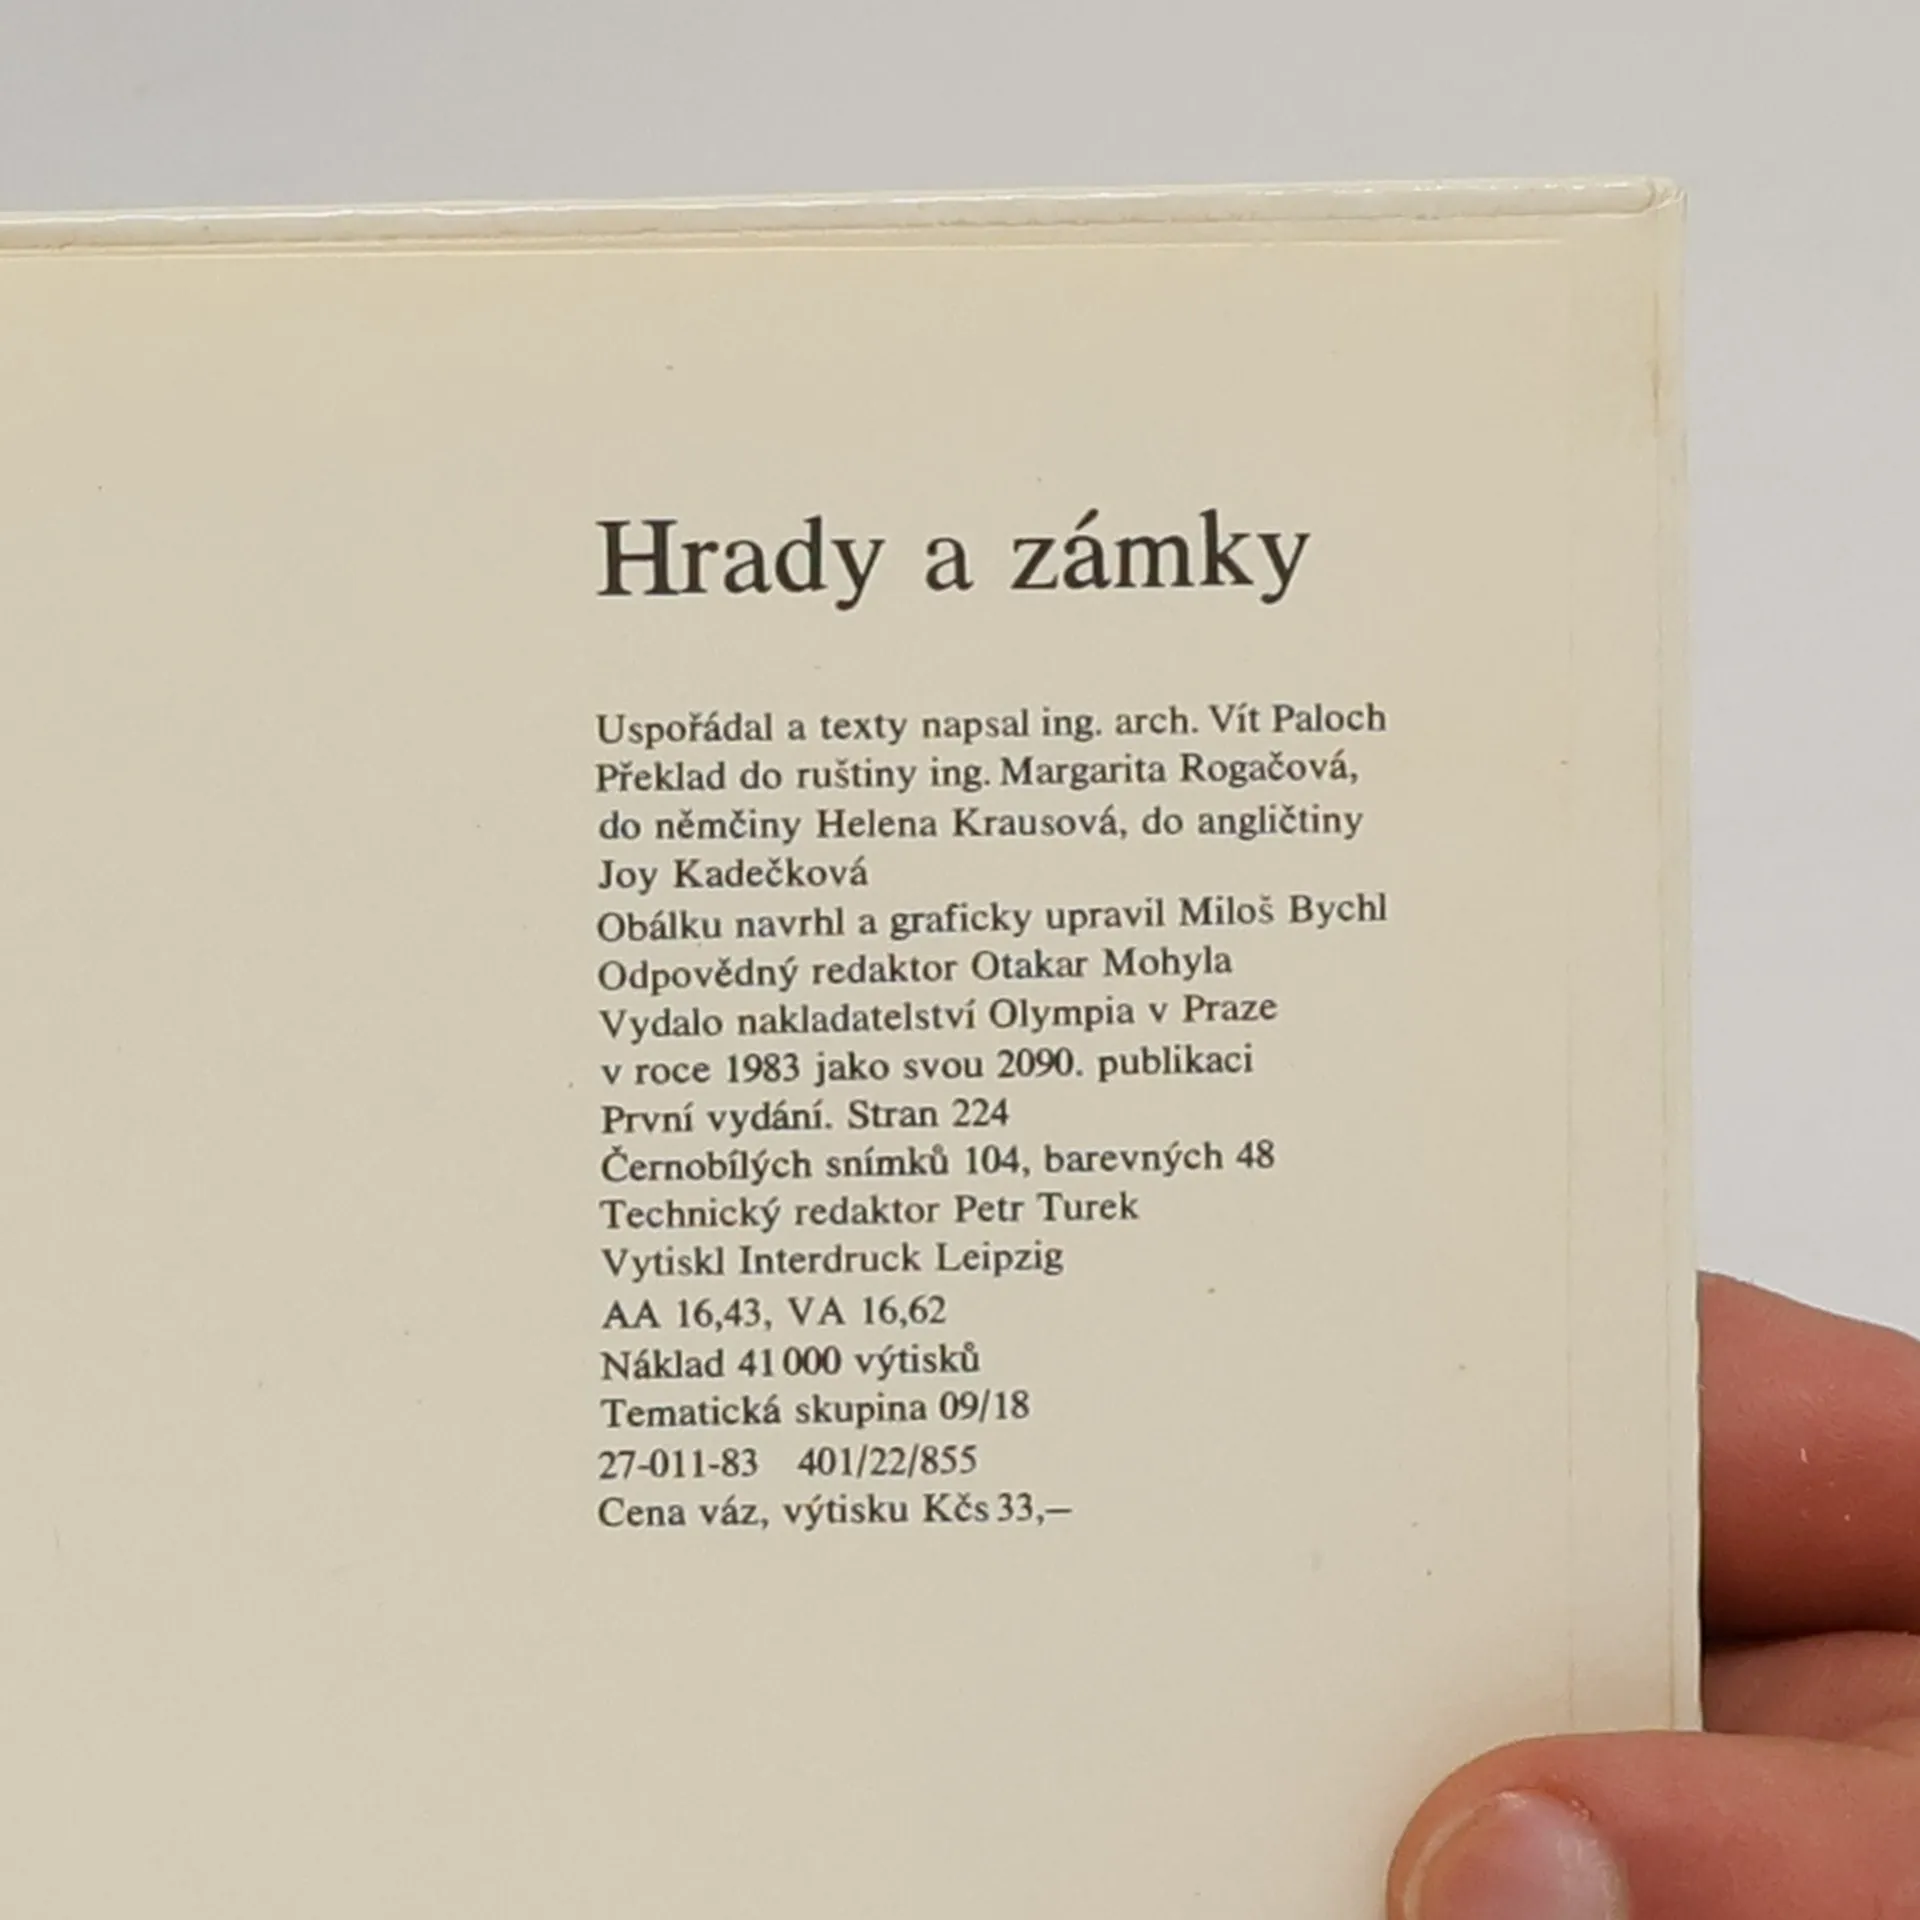 Hrady a zámky
Uspořádal a texty napsal ing. arch. Vít Paloch
Překlad do ruštiny ing. Margarita Rogačová,
do němčiny Helena Krausová, do angličtiny
Joy Kadečková
Obálku navrhl a graficky upravil Miloš Bychl
Odpovědný redaktor Otakar Mohyla
Vydalo nakladatelství Olympia v Praze
v roce 1983 jako svou 2090. publikaci
První vydání. Stran 224
Černobílých snímků 104, barevných 48
Technický redaktor Petr Turek
Vytiskl Interdruck Leipzig
AA 16,43, VA 16,62
Náklad 41 000 výtisků
Tematická skupina 09/18
27-011-83 401/22/855
Cena váz, výtisku Kčs 33,–